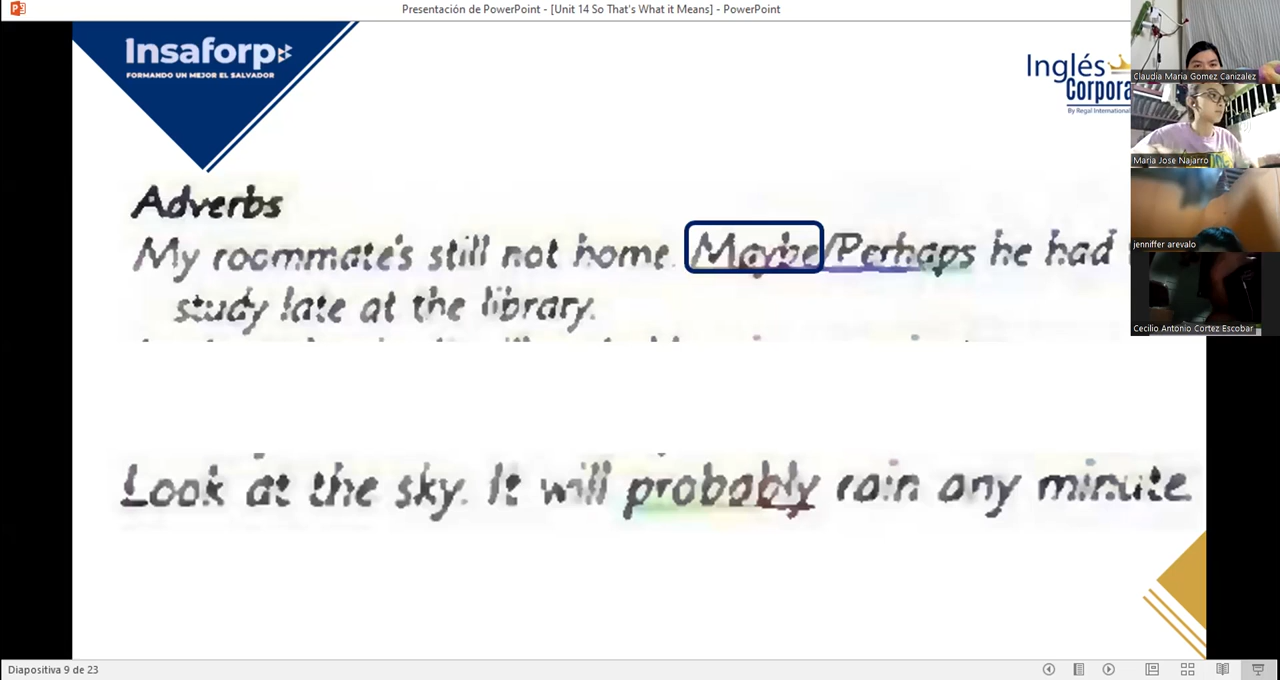 Presentación de PowerPoint - [Unit 14 So That's What it Means] - PowerPoint
Insaforp
FORMANDO UN MEJOR EL SALVADOR
Inglés
Corpora
By Regal International
Claudia Maria Gomez Canizalez
Maria Jose Najarro
jenniffer arevalo
Cecilio Antonio Cortez Escobar
Adverbs
My roommate's still not home. Maybe/Perhaps he had
study late at the library.
Look at the sky. It will probably rain any minute.
Diapositiva 9 de 23